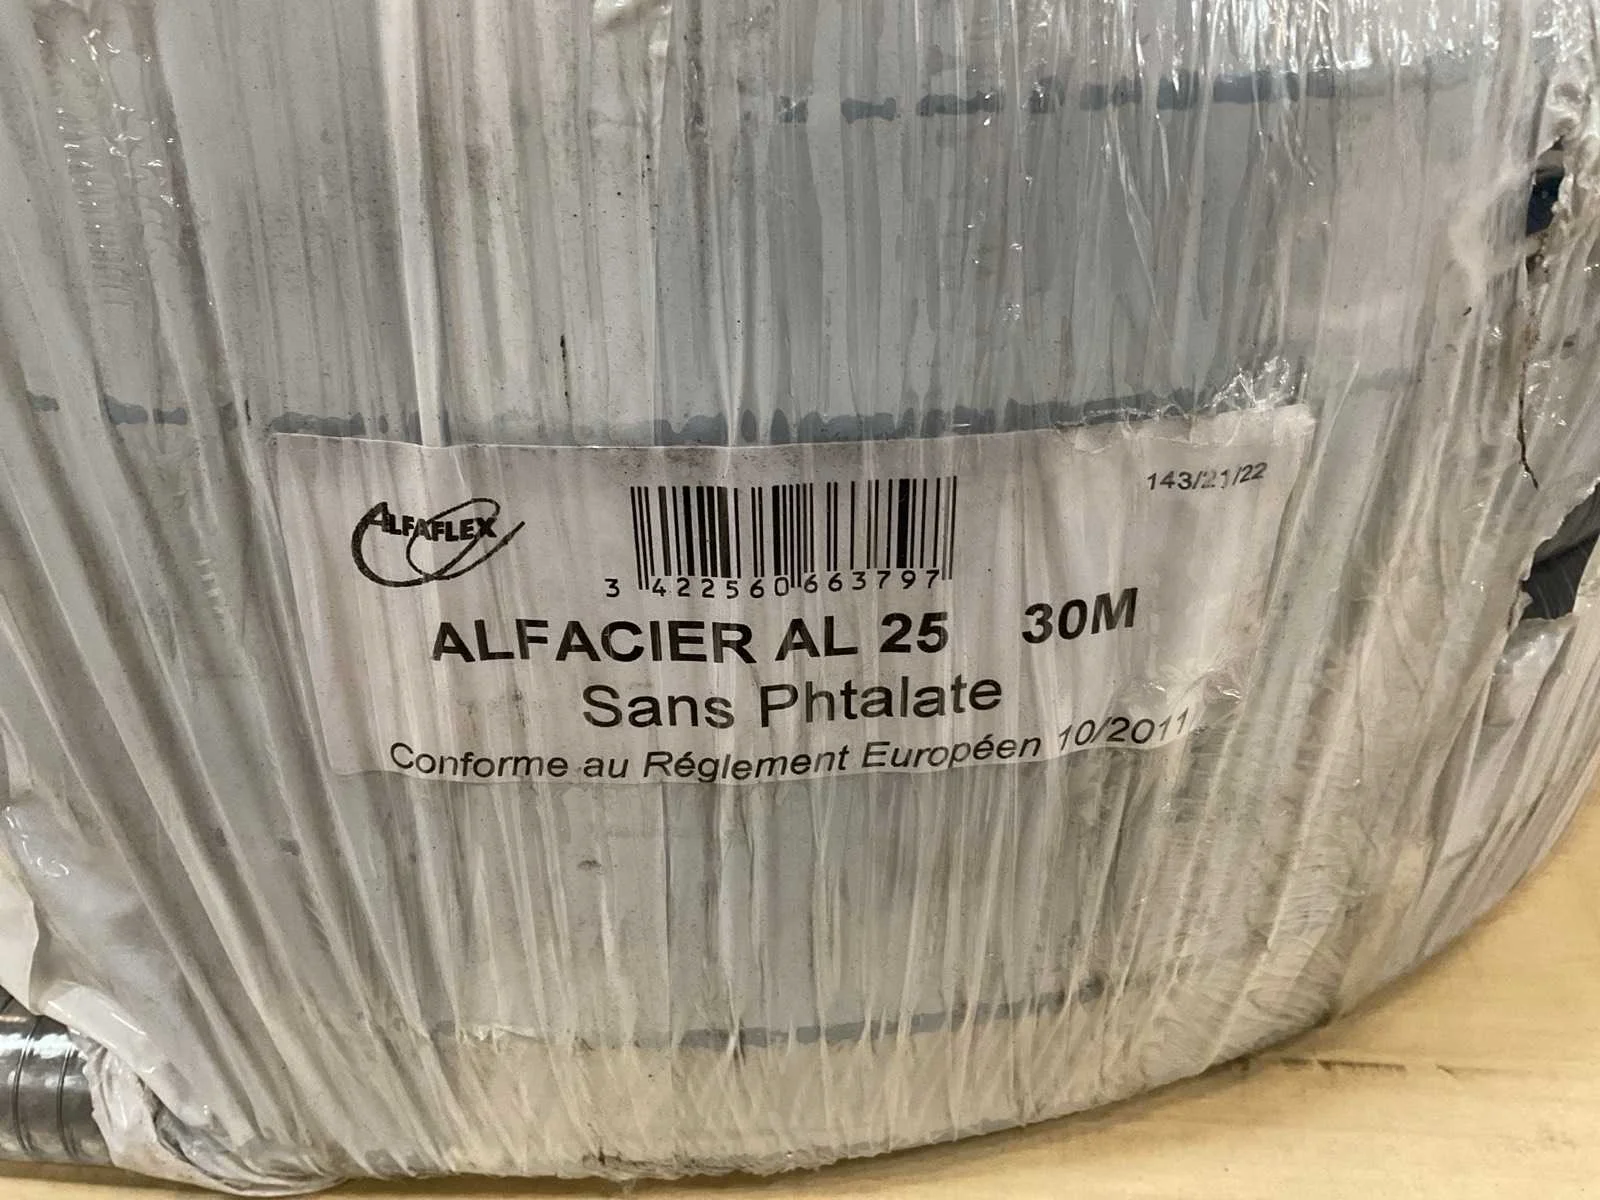 ALFAFLEX
143/21/22
3 422560 663797
ALFACIER AL 25 30M
Sans Phtalate
Conforme au Réglement Européen 10/2011